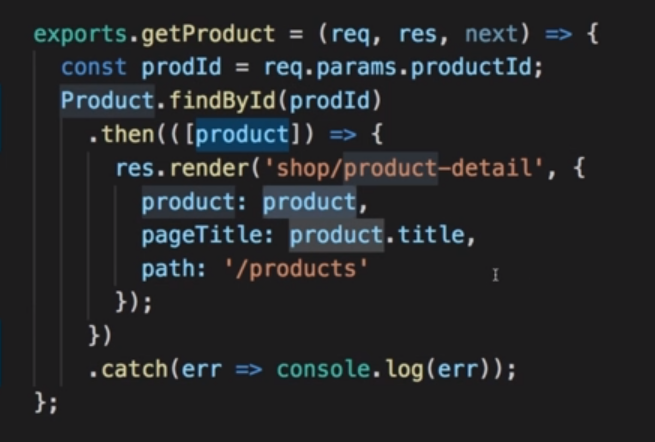 exports.getProduct = (req, res, next) => {
  const prodId = req.params.productId;
  Product.findById(prodId)
    .then(([product]) => {
      res.render('shop/product-detail', {
        product: product,
        pageTitle: product.title,
        path: '/products'
      });
    })
    .catch(err => console.log(err));
};